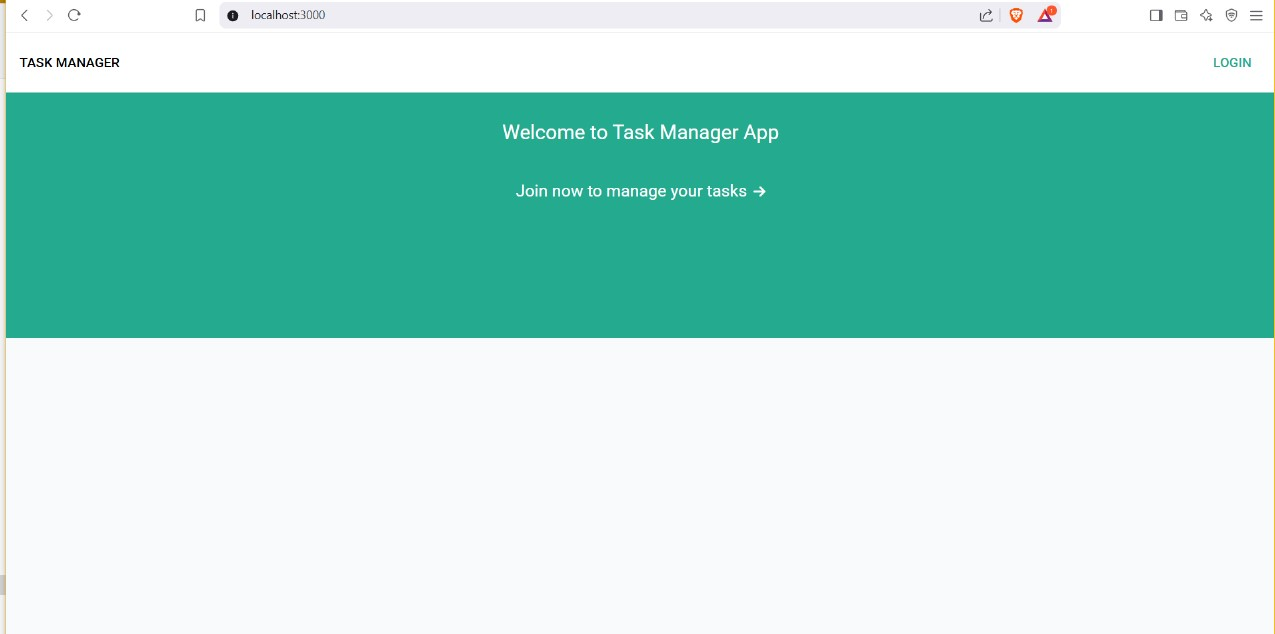 localhost:3000
TASK MANAGER
LOGIN
Welcome to Task Manager App
Join now to manage your tasks →